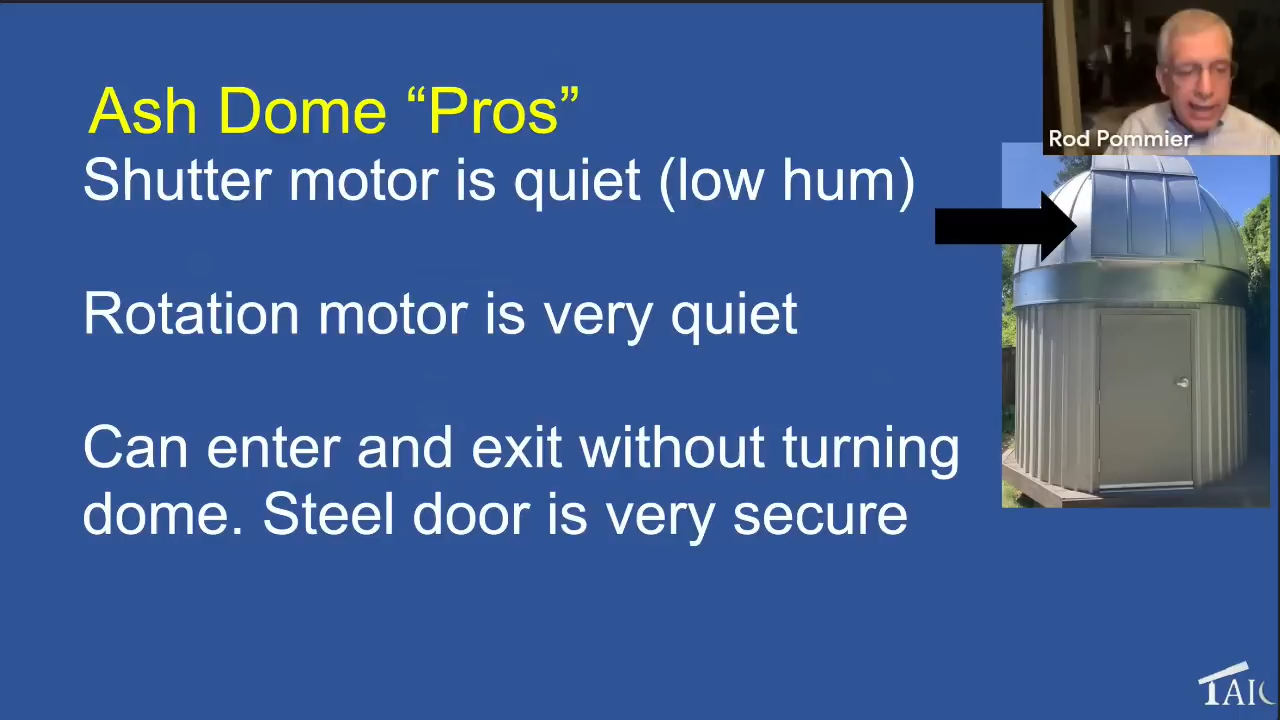 Ash Dome “Pros”
Shutter motor is quiet (low hum)
Rotation motor is very quiet
Can enter and exit without turning
dome. Steel door is very secure
Rod Pommier
TAIC